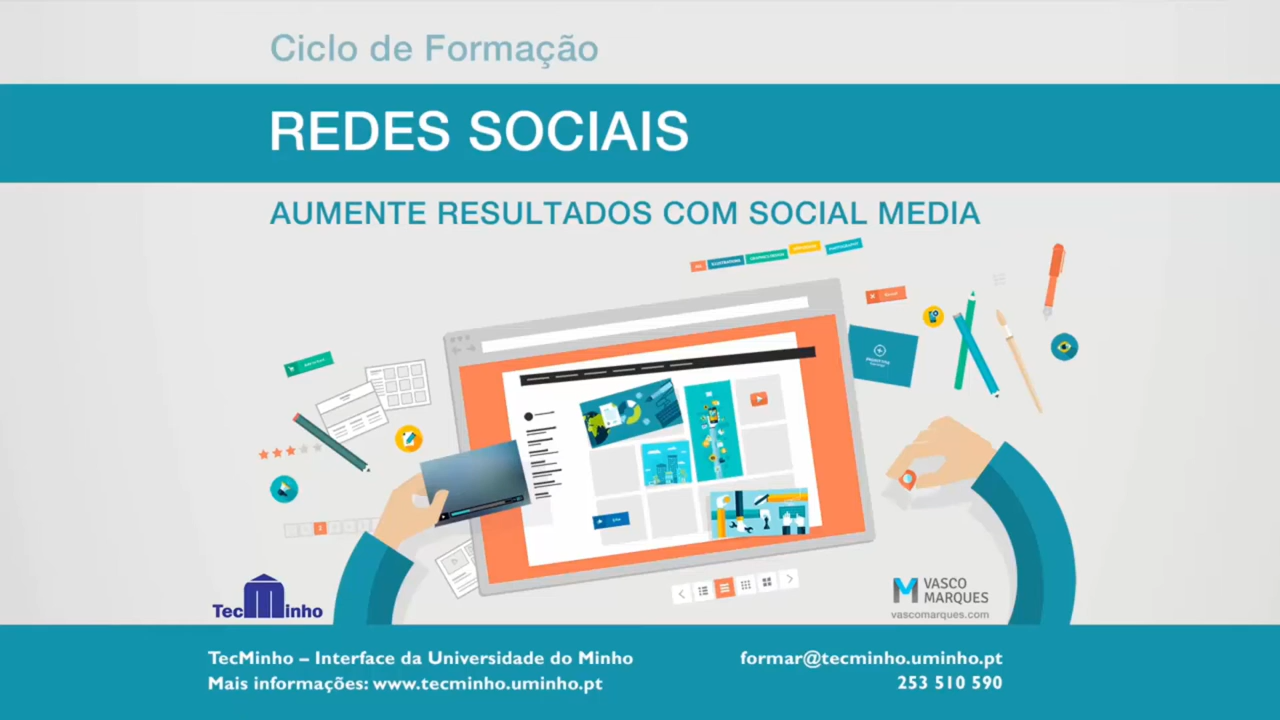 Ciclo de Formação
REDES SOCIAIS
AUMENTE RESULTADOS COM SOCIAL MEDIA
TecMinho
VASCO
MARQUES
vascomarques.com
TecMinho – Interface da Universidade do Minho
Mais informações: www.tecminho.uminho.pt
formar@tecminho.uminho.pt
253 510 590